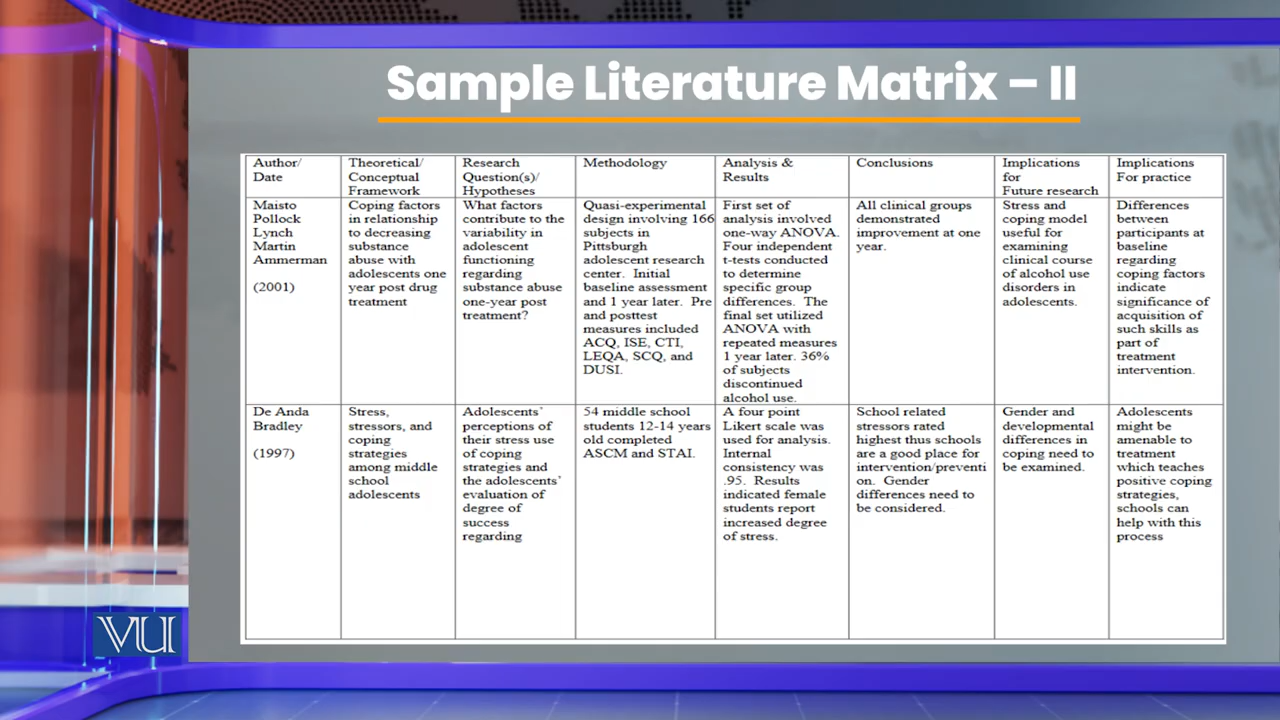 Sample Literature Matrix – II
Author/
Date
Theoretical/
Conceptual
Framework
Research
Question(s)/
Hypotheses
Methodology
Analysis &
Results
Conclusions
Implications
for
Future research
Implications
For practice
Maisto
Pollock
Lynch
Martin
Ammerman
(2001)
Coping factors
in relationship
to decreasing
substance
abuse with
adolescents one
year post drug
treatment
What factors
contribute to the
variability in
adolescent
functioning
regarding
substance abuse
one-year post
treatment?
Quasi-experimental
design involving 166
subjects in
Pittsburgh
adolescent research
center. Initial
baseline assessment
and 1 year later. Pre
and posttest
measures included
ACQ, ISE, CTI,
LEQA, SCQ, and
DUSI.
First set of
analysis involved
one-way ANOVA.
Four independent
t-tests conducted
to determine
specific group
differences. The
final set utilized
ANOVA with
repeated measures
1 year later. 36%
of subjects
discontinued
alcohol use.
All clinical groups
demonstrated
improvement at one
year.
Stress and
coping model
useful for
examining
clinical course
of alcohol use
disorders in
adolescents.
Differences
between
participants at
baseline
regarding
coping factors
indicate
significance of
acquisition of
such skills as
part of
treatment
intervention.
De Anda
Bradley
(1997)
Stress,
stressors, and
coping
strategies
among middle
school
adolescents
Adolescents'
perceptions of
their stress use
of coping
strategies and
the adolescents'
evaluation of
degree of
success
regarding
54 middle school
students 12-14 years
old completed
ASCM and STAI.
A four point
Likert scale was
used for analysis.
Internal
consistency was
.95. Results
indicated female
students report
increased degree
of stress.
School related
stressors rated
highest thus schools
are a good place for
intervention/preventi
on. Gender
differences need to
be considered.
Gender and
developmental
differences in
coping need to
be examined.
Adolescents
might be
amenable to
treatment
which teaches
positive coping
strategies,
schools can
help with this
process
VU